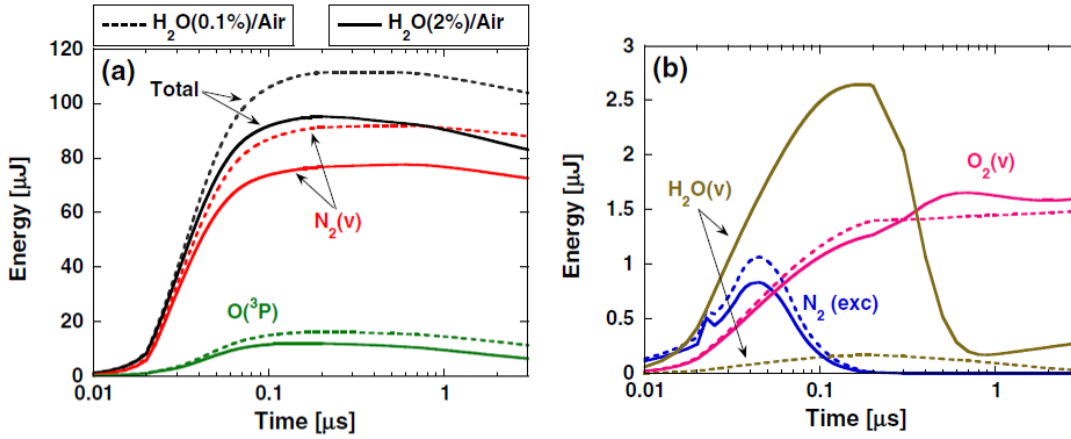 H₂O(0.1%)/Air
H₂O(2%)/Air
(a)
Total
N₂(v)
O(³P)
Energy [μJ]
120
100
80
60
40
20
0
0.01
0.1
1
Time [μs]
(b)
H₂O(v)
O₂(v)
N₂ (exc)
Energy [μJ]
3
2.5
2
1.5
1
0.5
0
0.01
0.1
1
Time [μs]